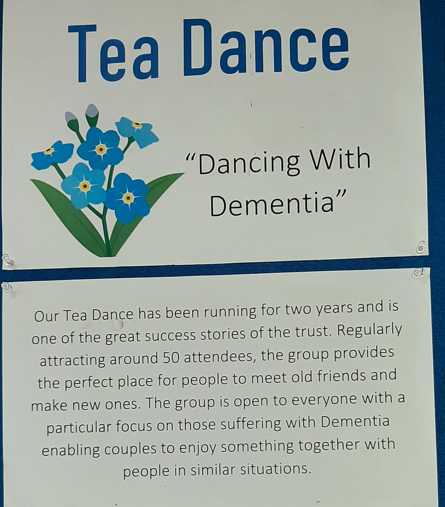 Tea Dance
“Dancing With
Dementia”
Our Tea Dance has been running for two years and is
one of the great success stories of the trust. Regularly
attracting around 50 attendees, the group provides
the perfect place for people to meet old friends and
make new ones. The group is open to everyone with a
particular focus on those suffering with Dementia
enabling couples to enjoy something together with
people in similar situations.